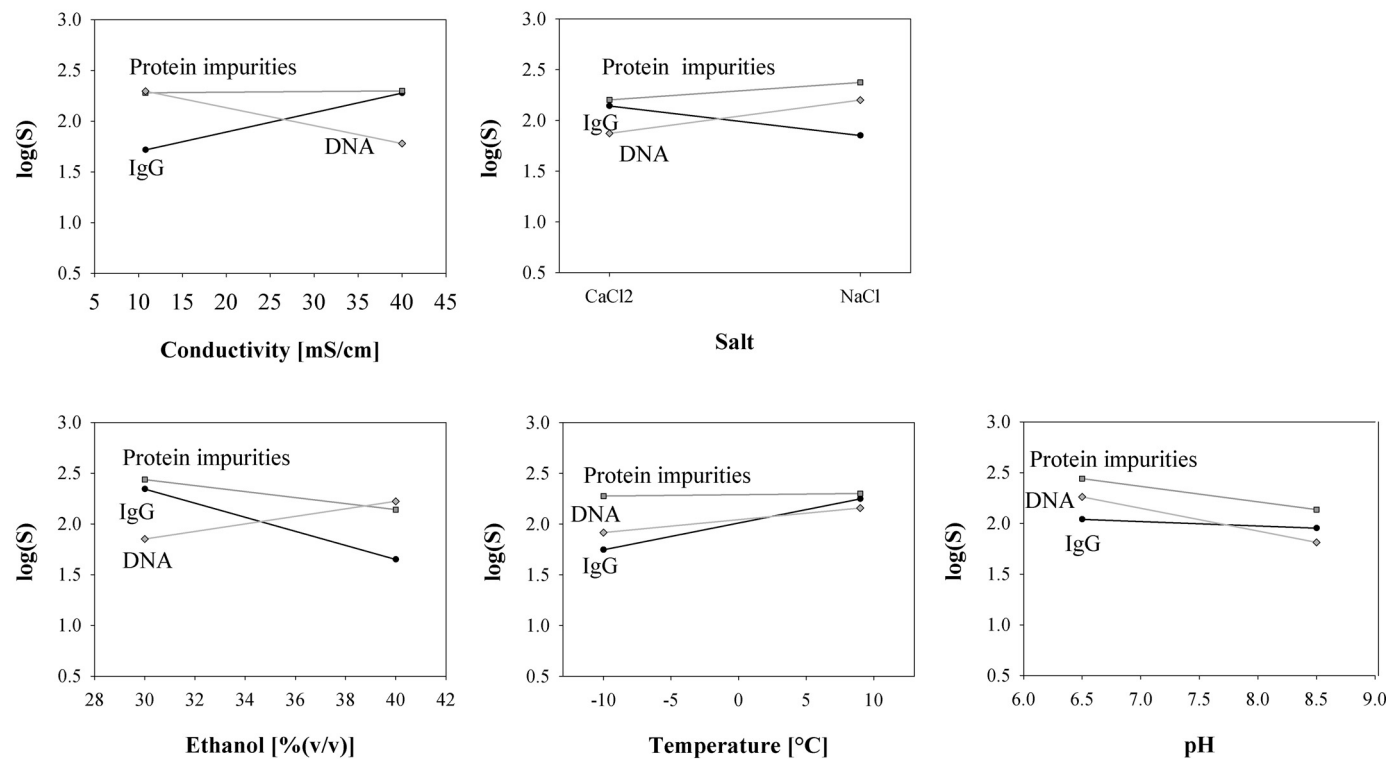 3.0
2.5
2.0
1.5
1.0
0.5
log(S)
Protein impurities
IgG
DNA
5 10 15 20 25 30 35 40 45
Conductivity [mS/cm]
3.0
2.5
2.0
1.5
1.0
0.5
log(S)
Protein impurities
IgG
DNA
CaCl2 NaCl
Salt
3.0
2.5
2.0
1.5
1.0
0.5
log(S)
Protein impurities
IgG
DNA
28 30 32 34 36 38 40 42
Ethanol [%(v/v)]
3.0
2.5
2.0
1.5
1.0
0.5
log(S)
Protein impurities
DNA
IgG
-10 -5 0 5 10
Temperature [°C]
3.0
2.5
2.0
1.5
1.0
0.5
log(S)
Protein impurities
DNA
IgG
6.0 6.5 7.0 7.5 8.0 8.5 9.0
pH